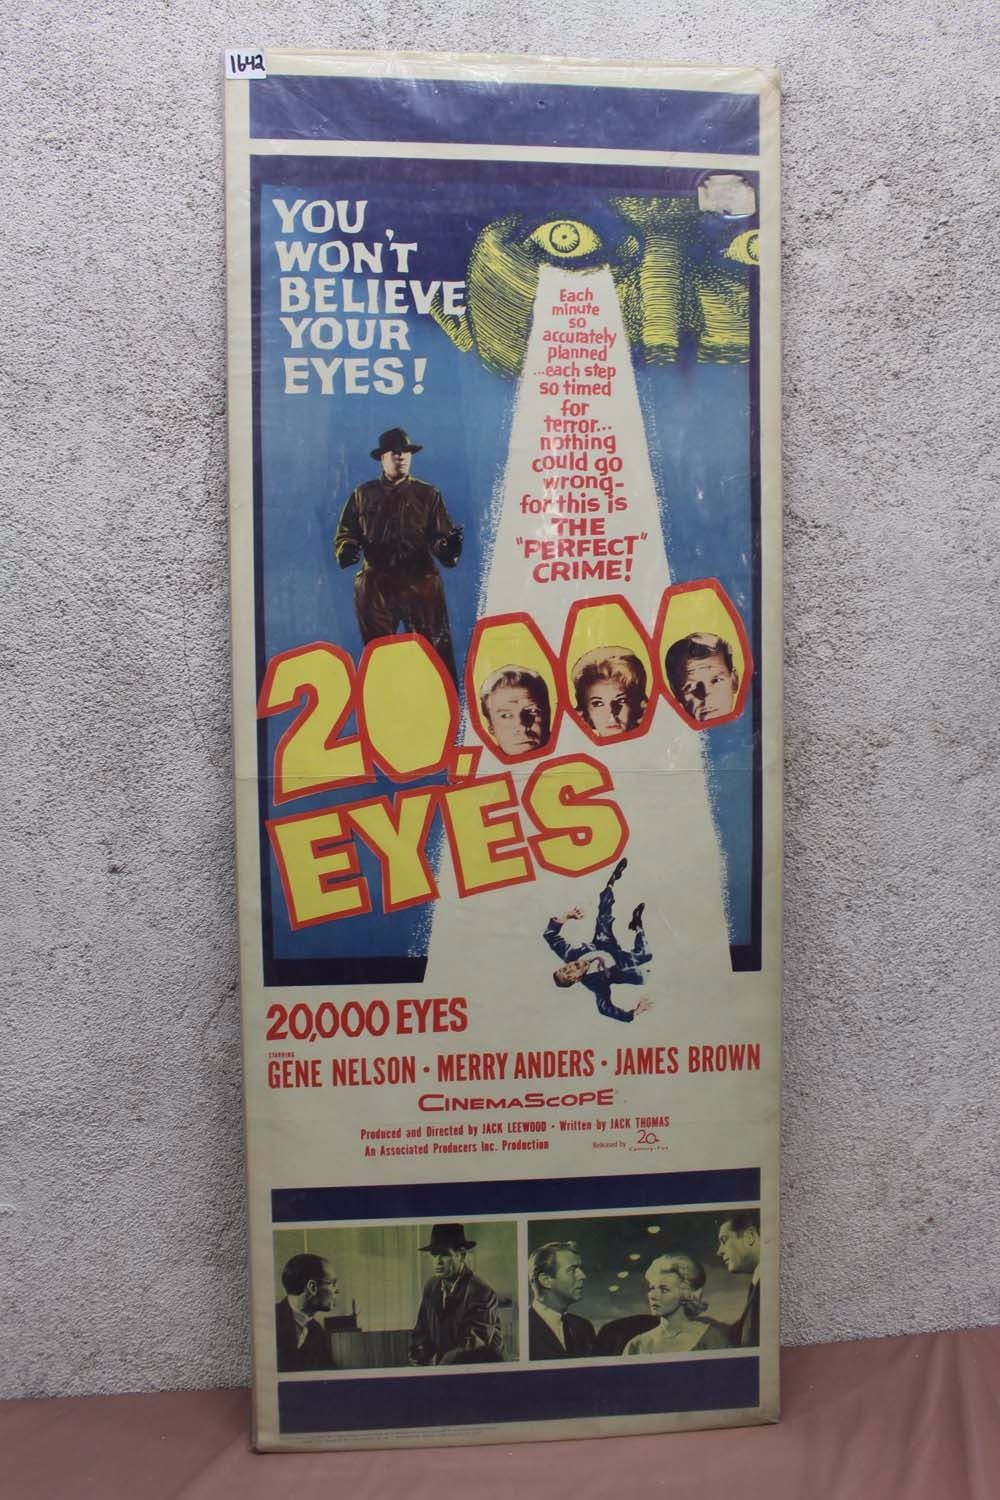 1642
YOU
WON'T
BELIEVE
YOUR
EYES!
Each
minute
so
accurately
planned
...each step
so timed
for
terror...
nothing
could go
wrong-
for this is
THE
"PERFECT"
CRIME!
20,000
EYES
20,000 EYES
STARRING
GENE NELSON • MERRY ANDERS • JAMES BROWN
CINEMASCOPE
Produced and Directed by JACK LEEWOOD • Written by JACK THOMAS
An Associated Producers Inc. Production
Released by 20th
Century-Fox